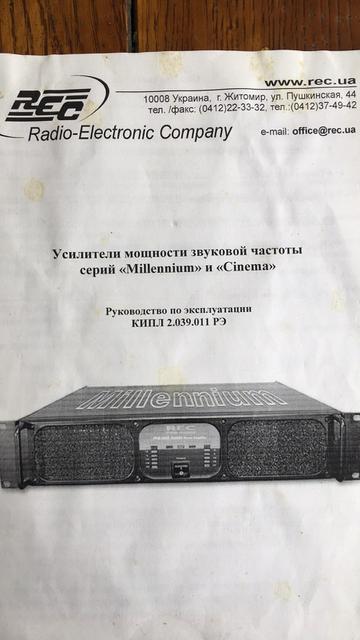 www.rec.ua
REC
10008 Украина, г. Житомир, ул. Пушкинская, 44
тел. /факс: (0412)22-33-32, тел.:(0412)37-49-42
Radio-Electronic Company
e-mail: office@rec.ua
Усилители мощности звуковой частоты
серий «Millennium» и «Cinema»
Руководство по эксплуатации
КИПЛ 2.039.011 РЭ
Millennium
REC